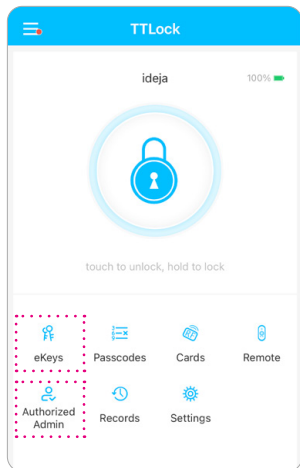 TTLock
ideja
100%
touch to unlock, hold to lock
eKeys
Passcodes
Cards
Remote
Authorized
Admin
Records
Settings